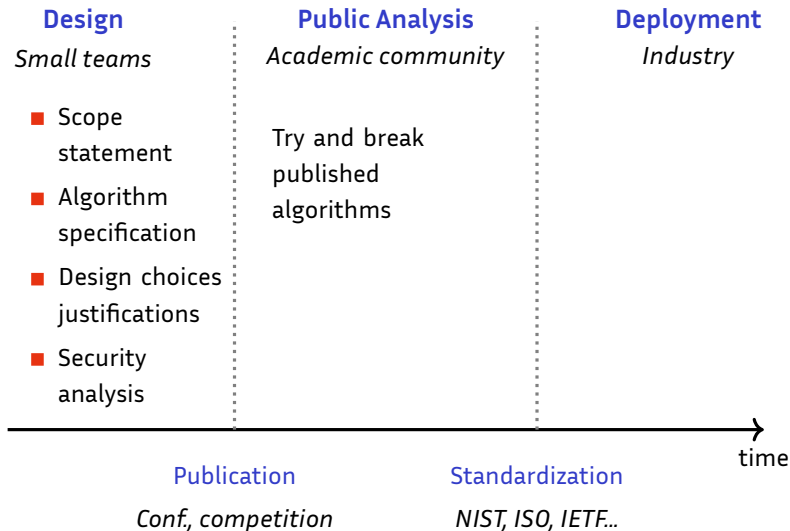 Design
Small teams
Scope
statement
Algorithm
specification
Design choices
justifications
Security
analysis
Public Analysis
Academic community
Try and break
published
algorithms
Deployment
Industry
time
Publication
Conf., competition
Standardization
NIST, ISO, IETF...